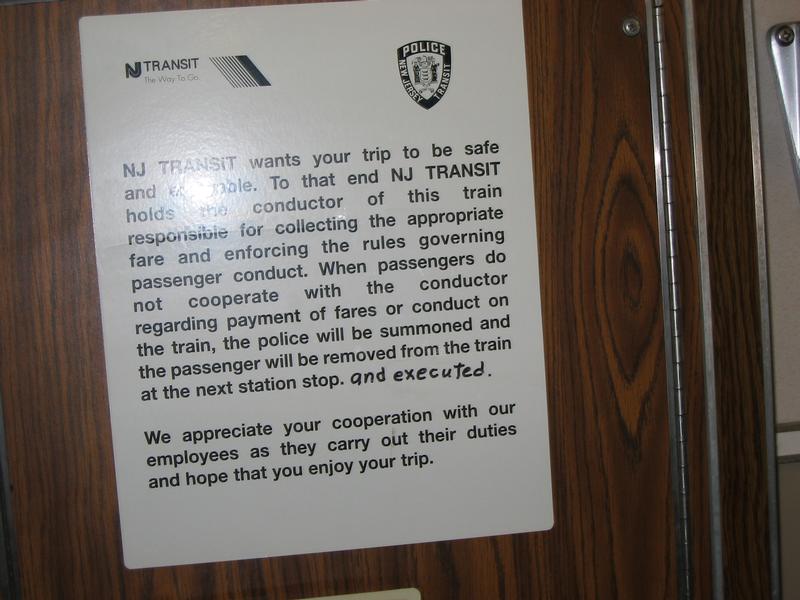 NJ TRANSIT
The Way To Go.
POLICE
NEW JERSEY TRANSIT
NJ TRANSIT wants your trip to be safe
and To that end NJ TRANSIT
holds the conductor of this train
responsible for collecting the appropriate
fare and enforcing the rules governing
passenger conduct. When passengers do
not cooperate with the conductor
regarding payment of fares or conduct on
the train, the police will be summoned and
the passenger will be removed from the train
at the next station stop. and executed.
We appreciate your cooperation with our
employees as they carry out their duties
and hope that you enjoy your trip.